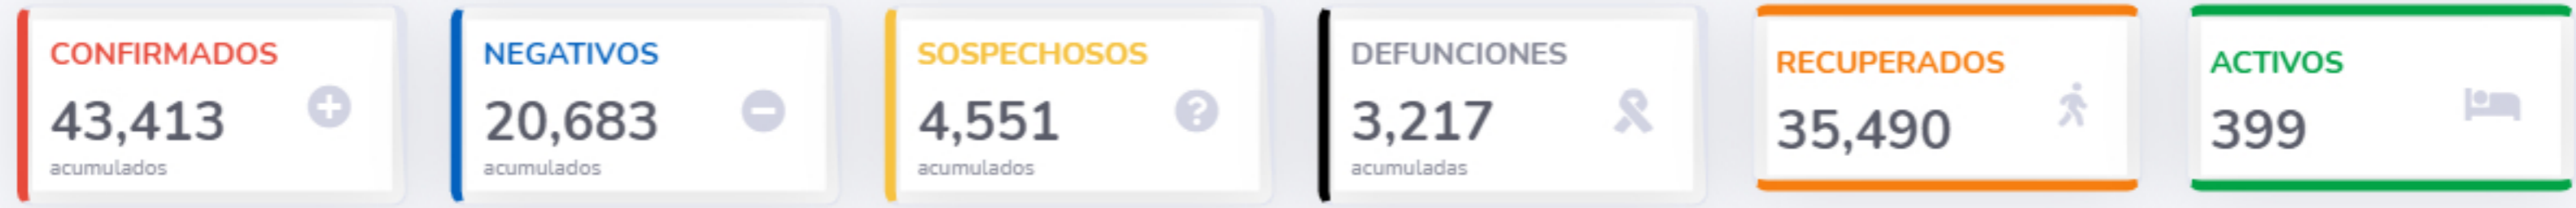 CONFIRMADOS
43,413
acumulados
NEGATIVOS
20,683
acumulados
SOSPECHOSOS
4,551
acumulados
DEFUNCIONES
3,217
acumuladas
RECUPERADOS
35,490
ACTIVOS
399